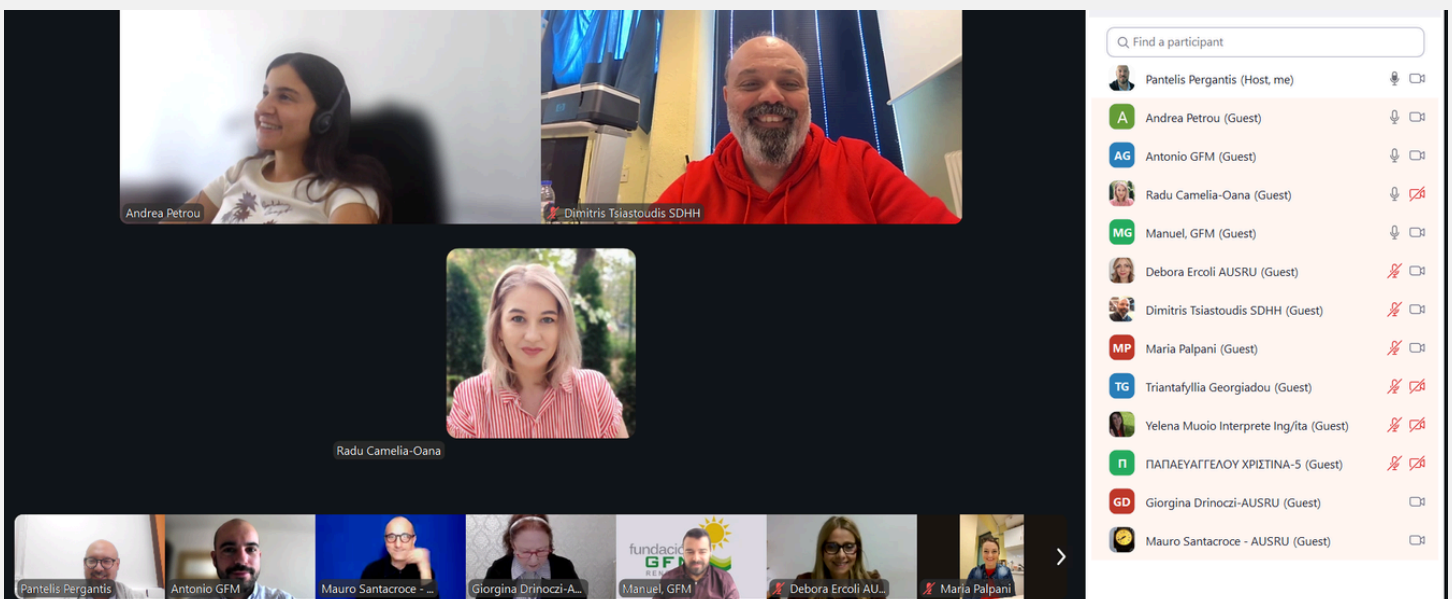 Andrea Petrou
Dimitris Tsiastoudis SDHH
Radu Camelia-Oana
fundació
GFM
Pantelis Pergantis
Antonio GFM
Mauro Santacroce - ...
Giorgina Drinoczi-A...
Manuel, GFM
Debora Ercoli AU...
Maria Palpani
Find a participant
Pantelis Pergantis (Host, me)
A
Andrea Petrou (Guest)
AG
Antonio GFM (Guest)
Radu Camelia-Oana (Guest)
MG
Manuel, GFM (Guest)
Debora Ercoli AUSRU (Guest)
Dimitris Tsiastoudis SDHH (Guest)
MP
Maria Palpani (Guest)
TG
Triantafyllia Georgiadou (Guest)
Yelena Muoio Interprete Ing/ita (Guest)
Π
ΠΑΠΑΕΥΑΓΓΕΛΟΥ ΧΡΙΣΤΙΝΑ-5 (Guest)
GD
Giorgina Drinoczi-AUSRU (Guest)
Mauro Santacroce - AUSRU (Guest)